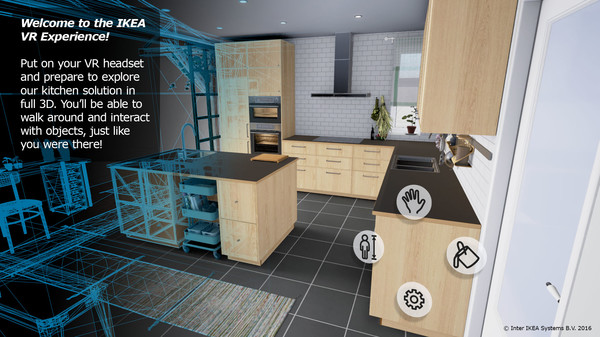 Welcome to the IKEA
VR Experience!
Put on your VR headset
and prepare to explore
our kitchen solution in
full 3D. You'll be able to
walk around and interact
with objects, just like
you were there!
© Inter IKEA Systems B.V. 2016